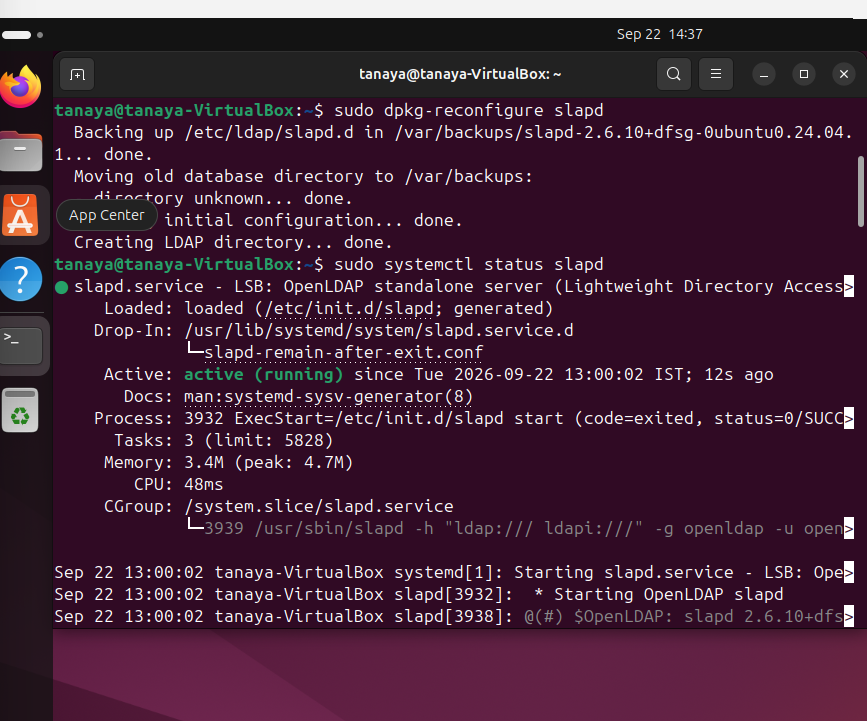 Sep 22 14:37
tanaya@tanaya-VirtualBox: ~
tanaya@tanaya-VirtualBox:~$ sudo dpkg-reconfigure slapd
  Backing up /etc/ldap/slapd.d in /var/backups/slapd-2.6.10+dfsg-0ubuntu0.24.04.
1... done.
  Moving old database directory to /var/backups:
directory unknown... done.
App Center
initial configuration... done.
  Creating LDAP directory... done.
tanaya@tanaya-VirtualBox:~$ sudo systemctl status slapd
● slapd.service - LSB: OpenLDAP standalone server (Lightweight Directory Access>
     Loaded: loaded (/etc/init.d/slapd; generated)
    Drop-In: /usr/lib/systemd/system/slapd.service.d
             └─slapd-remain-after-exit.conf
     Active: active (running) since Tue 2026-09-22 13:00:02 IST; 12s ago
       Docs: man:systemd-sysv-generator(8)
    Process: 3932 ExecStart=/etc/init.d/slapd start (code=exited, status=0/SUCC>
      Tasks: 3 (limit: 5828)
     Memory: 3.4M (peak: 4.7M)
        CPU: 48ms
     CGroup: /system.slice/slapd.service
             └─3939 /usr/sbin/slapd -h "ldap:/// ldapi:///" -g openldap -u open>
Sep 22 13:00:02 tanaya-VirtualBox systemd[1]: Starting slapd.service - LSB: Ope>
Sep 22 13:00:02 tanaya-VirtualBox slapd[3932]:  * Starting OpenLDAP slapd
Sep 22 13:00:02 tanaya-VirtualBox slapd[3938]: @(#) $OpenLDAP: slapd 2.6.10+dfs>